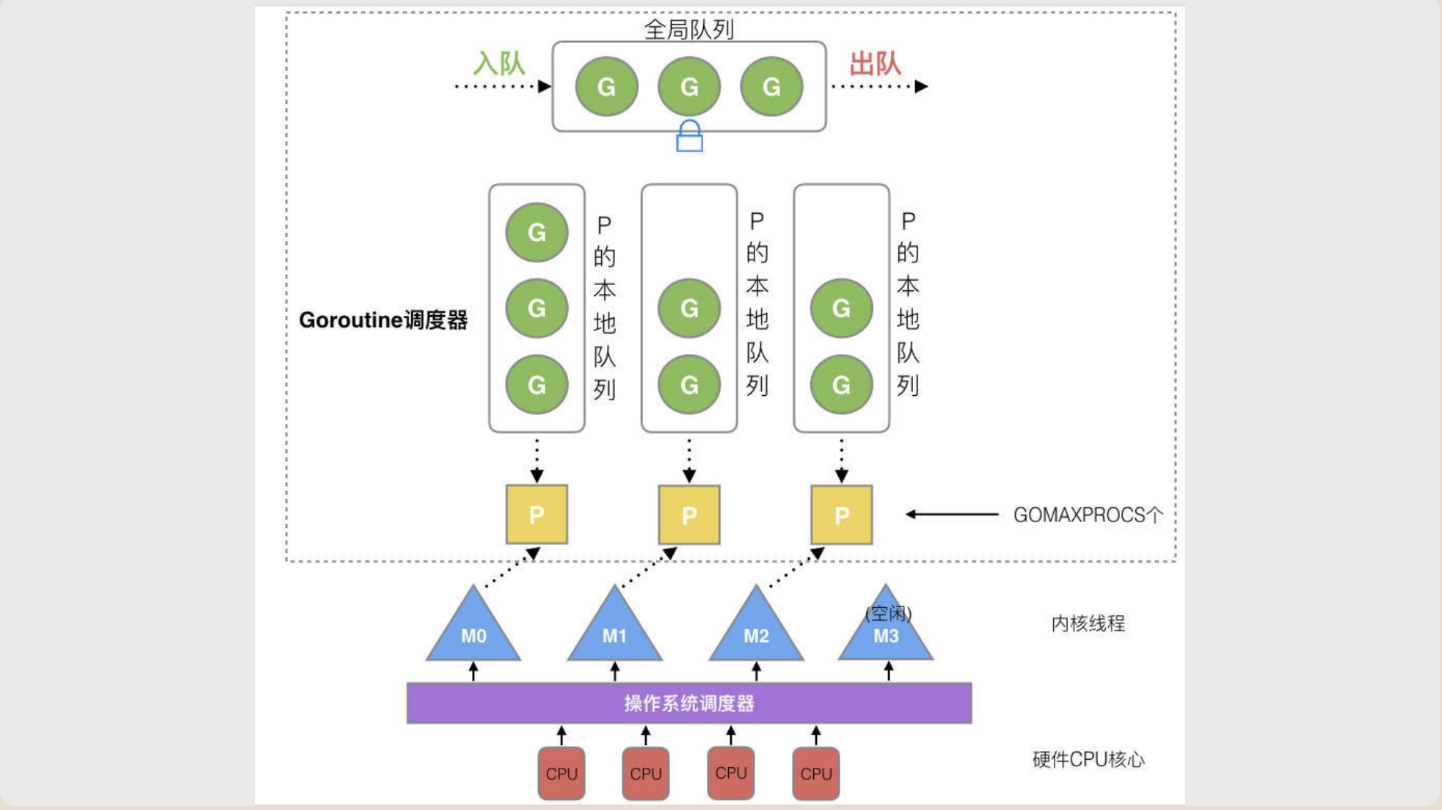 全局队列
入队
出队
G
G
G
G
P的本地队列
P的本地队列
P的本地队列
G
G
G
Goroutine调度器
G
G
G
P
P
P
GOMAXPROCS个
(空闲)
M0
M1
M2
M3
内核线程
操作系统调度器
硬件CPU核心
CPU
CPU
CPU
CPU